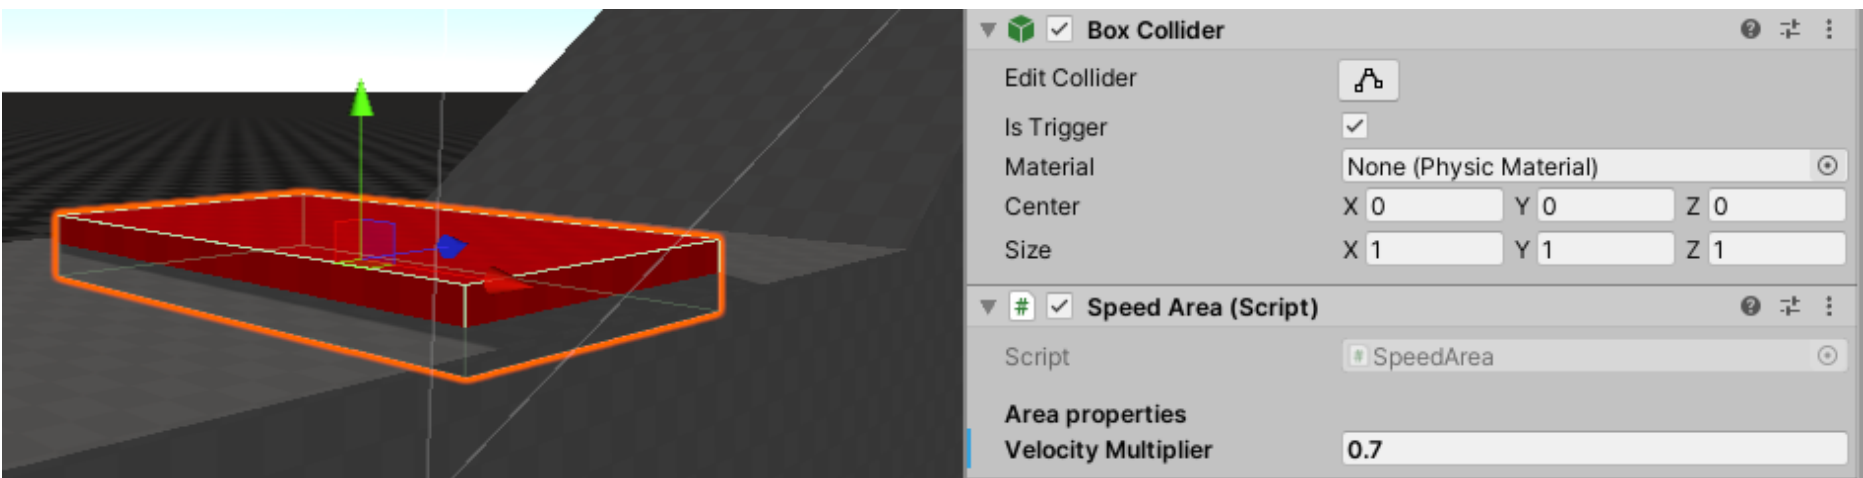 Box Collider
Edit Collider
Is Trigger
Material None (Physic Material)
Center X 0 Y 0 Z 0
Size X 1 Y 1 Z 1
# Speed Area (Script)
Script # SpeedArea
Area properties
Velocity Multiplier 0.7